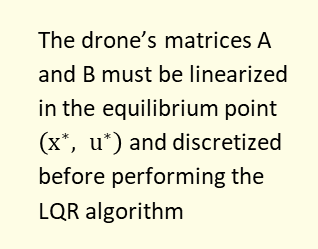 The drone’s matrices A
and B must be linearized
in the equilibrium point
(x*, u*) and discretized
before performing the
LQR algorithm